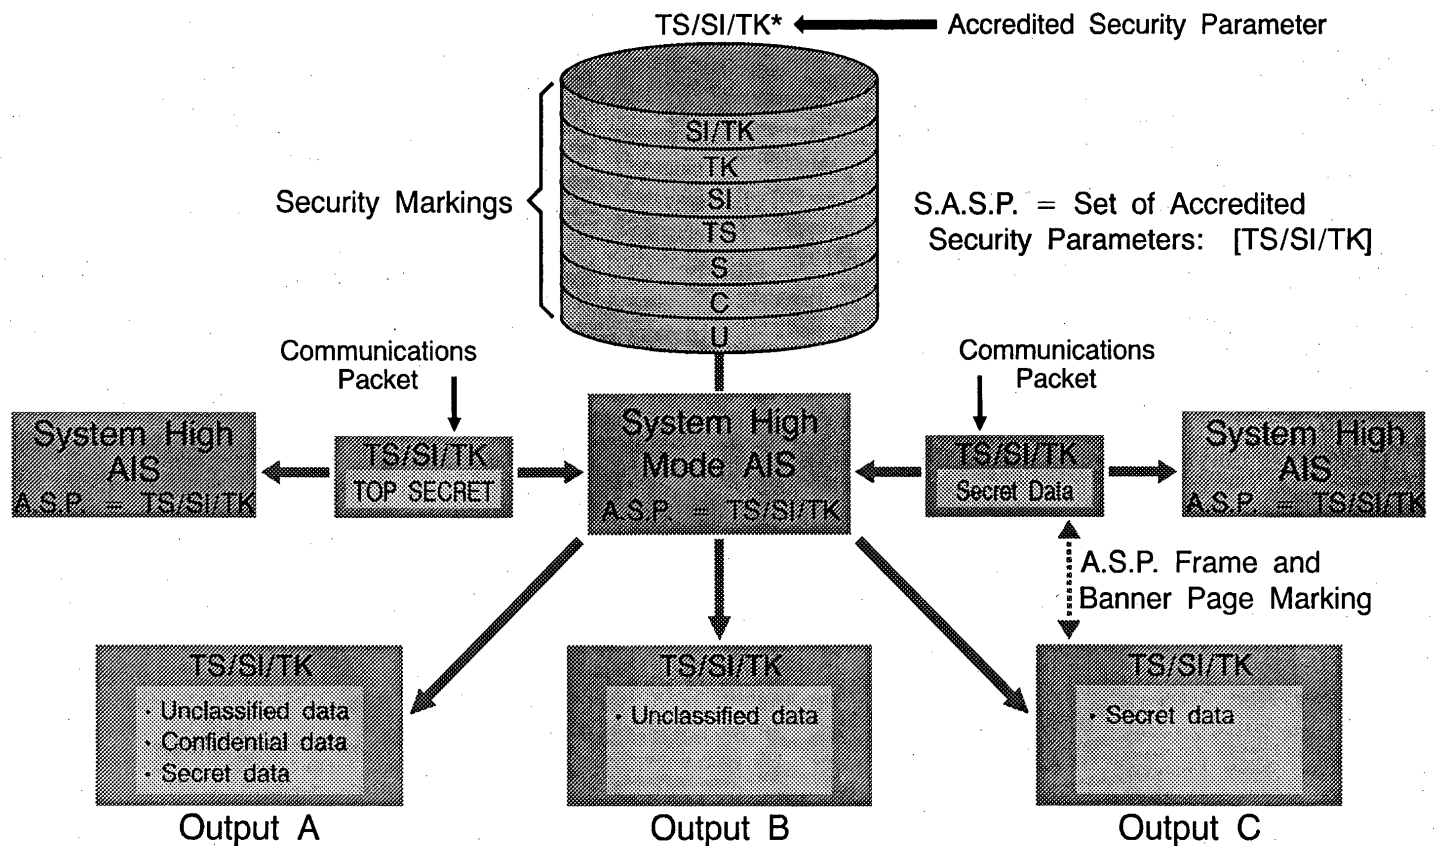 TS/SI/TK* Accredited Security Parameter
SI/TK
TK
SI
TS
S
C
U
Security Markings
S.A.S.P. = Set of Accredited
Security Parameters: [TS/SI/TK]
Communications
Packet
Communications
Packet
System High
AIS
A.S.P. = TS/SI/TK
TS/SI/TK
TOP SECRET
System High
Mode AIS
A.S.P. = TS/SI/TK
TS/SI/TK
Secret Data
System High
AIS
A.S.P. = TS/SI/TK
A.S.P. Frame and
Banner Page Marking
TS/SI/TK
· Unclassified data
· Confidential data
· Secret data
Output A
TS/SI/TK
· Unclassified data
Output B
TS/SI/TK
· Secret data
Output C